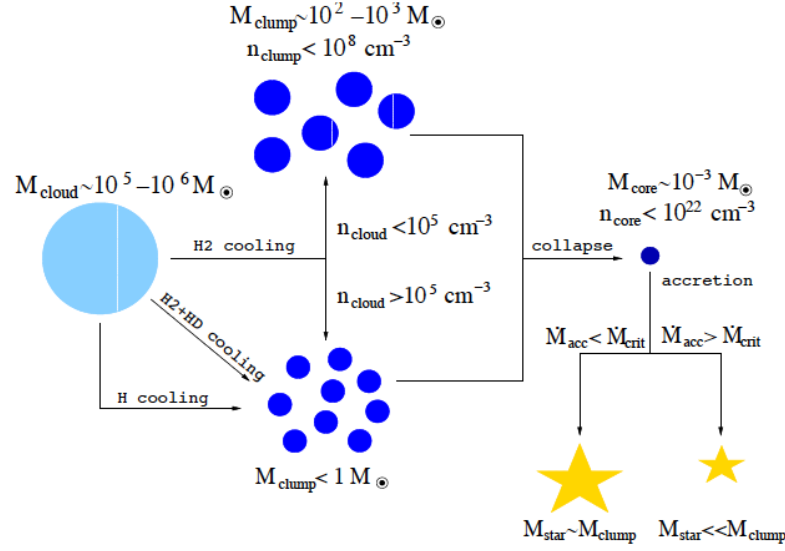 M_clump~10^2 –10^3 M_⊙
n_clump< 10^8 cm^–3
M_cloud~10^5 –10^6 M_⊙
M_core~10^–3 M_⊙
n_core< 10^22 cm^–3
n_cloud <10^5 cm^–3
H2 cooling
collapse
n_cloud >10^5 cm^–3
accretion
H2+HD cooling
Ṁ_acc< Ṁ_crit
Ṁ_acc> Ṁ_crit
H cooling
M_clump< 1 M_⊙
M_star~M_clump
M_star<<M_clump